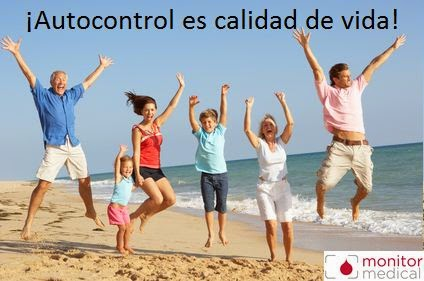 ¡Autocontrol es calidad de vida!
monitor
medical